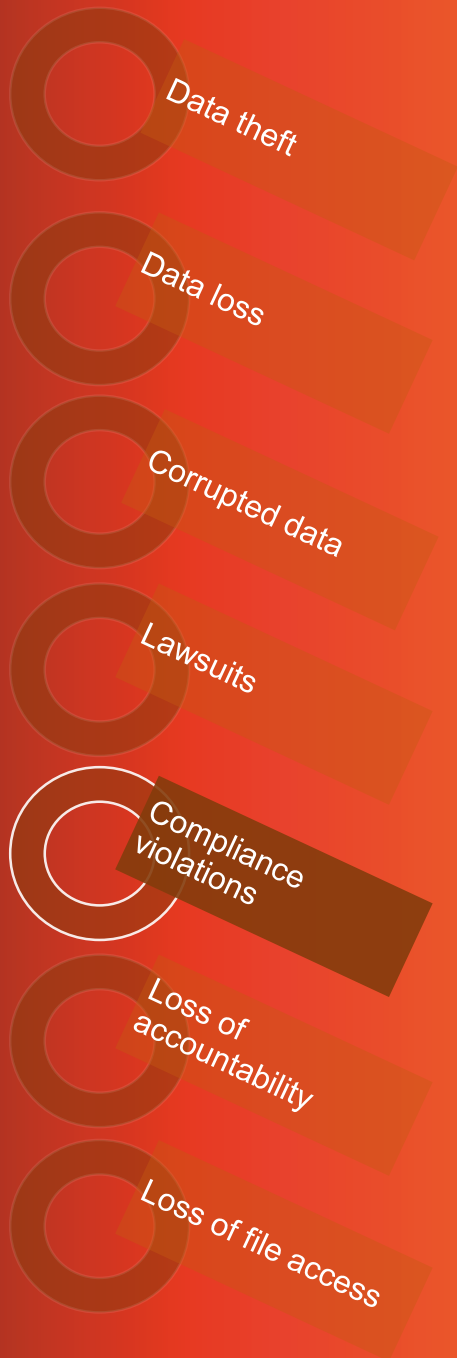 Data theft
Data loss
Corrupted data
Lawsuits
Compliance
violations
Loss of
accountability
Loss of file access